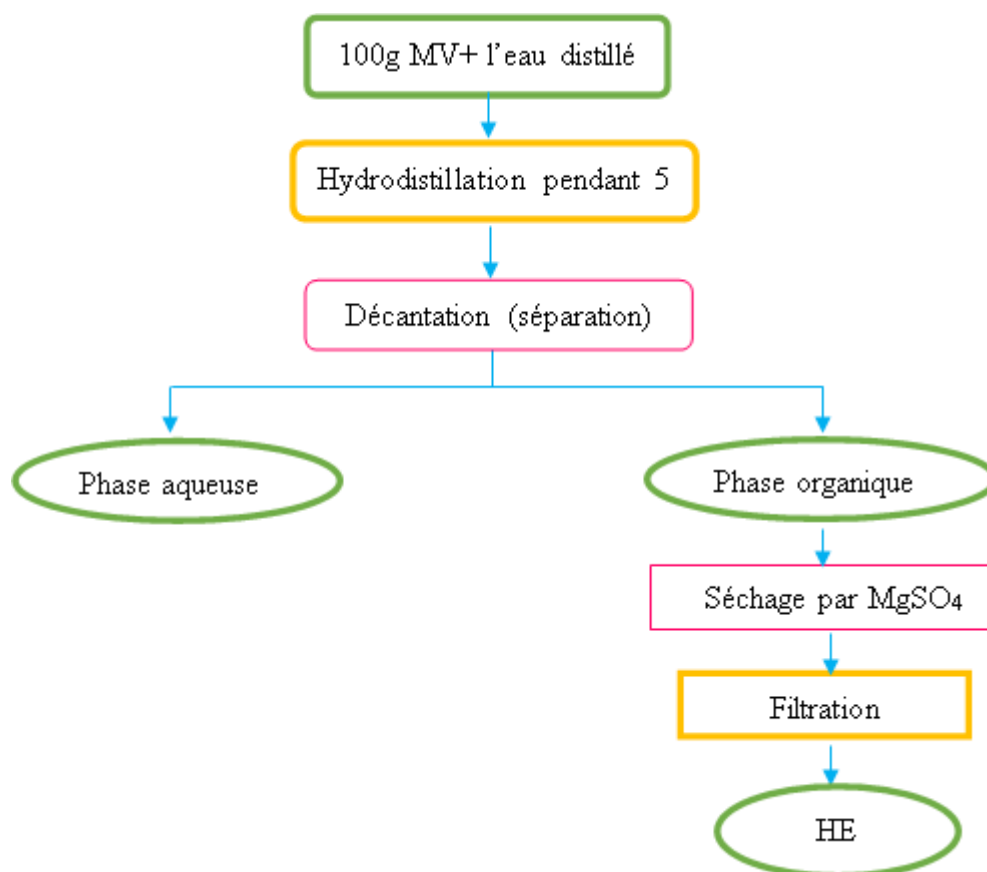 100g MV+ l’eau distillé
Hydrodistillation pendant 5
Décantation (séparation)
Phase aqueuse
Phase organique
Séchage par MgSO₄
Filtration
HE